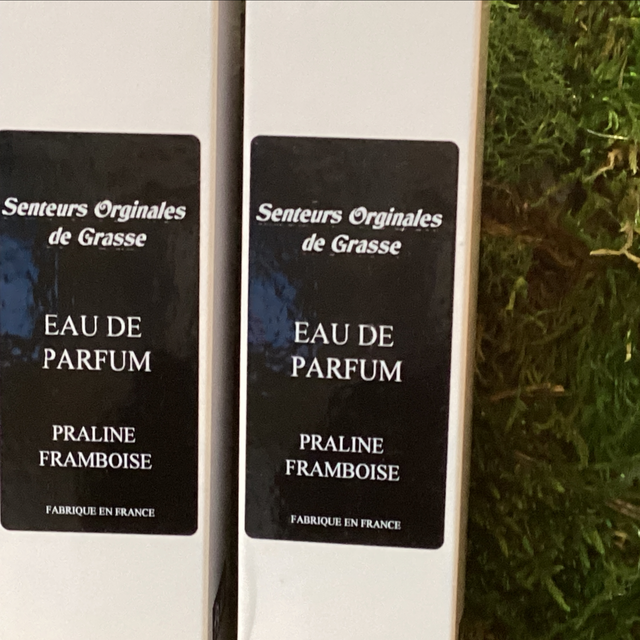 Senteurs Orginales
de Grasse
EAU DE
PARFUM
PRALINE
FRAMBOISE
FABRIQUE EN FRANCE
Senteurs Orginales
de Grasse
EAU DE
PARFUM
PRALINE
FRAMBOISE
FABRIQUE EN FRANCE